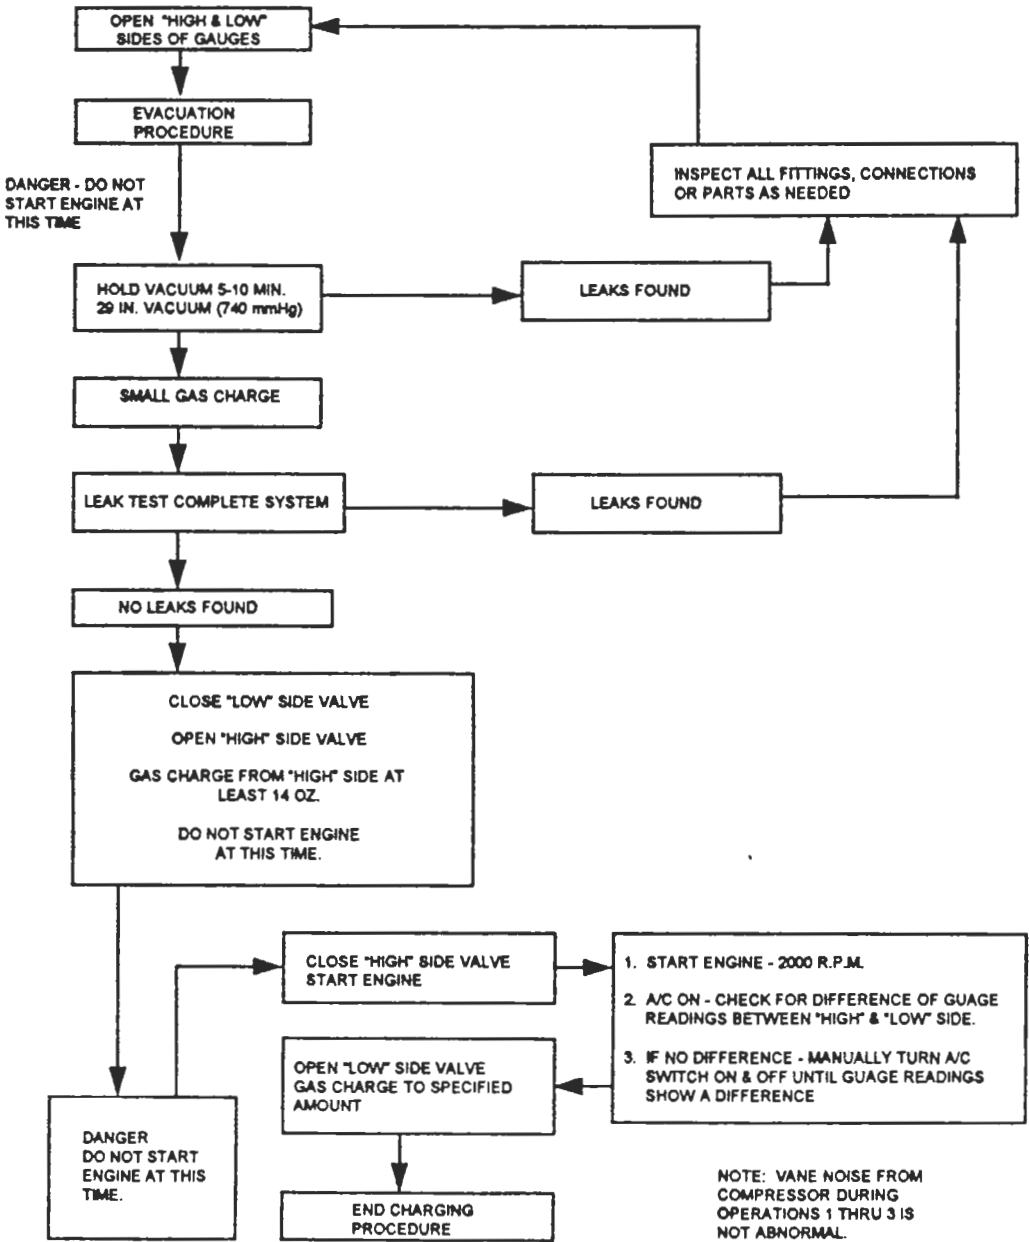 OPEN "HIGH & LOW"
SIDES OF GAUGES
EVACUATION
PROCEDURE
DANGER - DO NOT
START ENGINE AT
THIS TIME
INSPECT ALL FITTINGS, CONNECTIONS
OR PARTS AS NEEDED
HOLD VACUUM 5-10 MIN.
29 IN. VACUUM (740 mmHg)
LEAKS FOUND
SMALL GAS CHARGE
LEAK TEST COMPLETE SYSTEM
LEAKS FOUND
NO LEAKS FOUND
CLOSE "LOW" SIDE VALVE
OPEN "HIGH" SIDE VALVE
GAS CHARGE FROM "HIGH" SIDE AT
LEAST 14 OZ.
DO NOT START ENGINE
AT THIS TIME.
DANGER
DO NOT START
ENGINE AT THIS
TIME.
CLOSE "HIGH" SIDE VALVE
START ENGINE
1. START ENGINE - 2000 R.P.M.
2. A/C ON - CHECK FOR DIFFERENCE OF GUAGE
READINGS BETWEEN "HIGH" & "LOW" SIDE.
3. IF NO DIFFERENCE - MANUALLY TURN A/C
SWITCH ON & OFF UNTIL GUAGE READINGS
SHOW A DIFFERENCE
OPEN "LOW" SIDE VALVE
GAS CHARGE TO SPECIFIED
AMOUNT
END CHARGING
PROCEDURE
NOTE: VANE NOISE FROM
COMPRESSOR DURING
OPERATIONS 1 THRU 3 IS
NOT ABNORMAL.